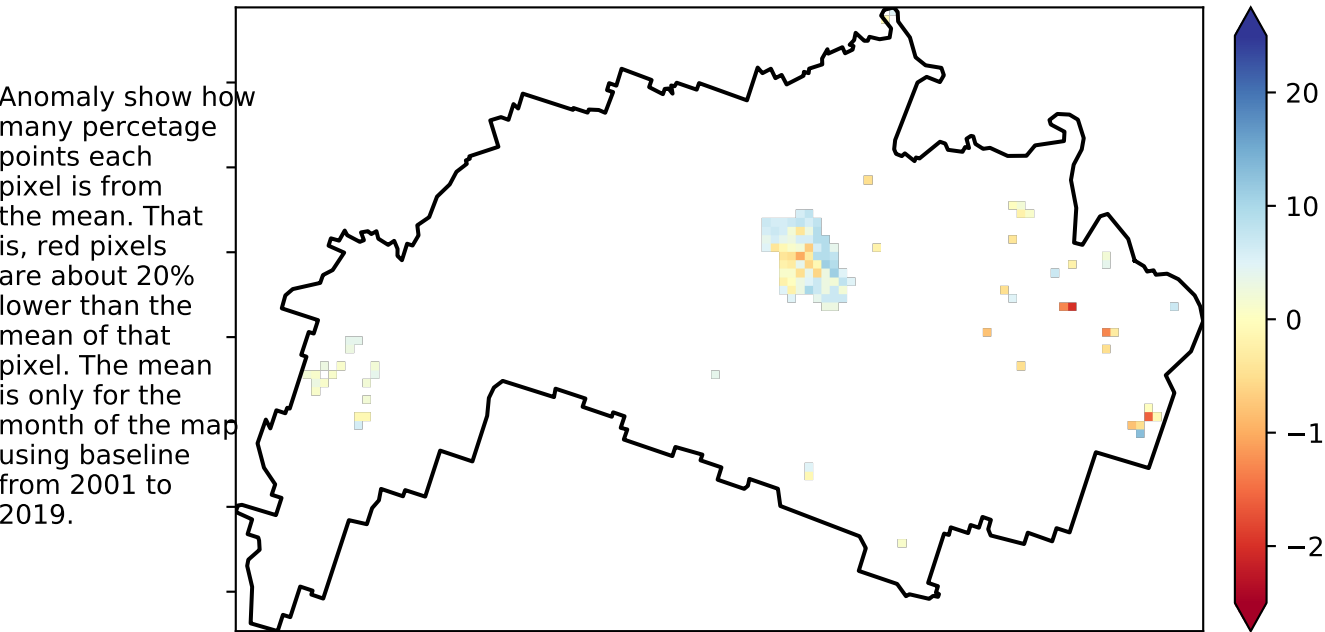 Anomaly show how
many percetage
points each
pixel is from
the mean. That
is, red pixels
are about 20%
lower than the
mean of that
pixel. The mean
is only for the
month of the map
using baseline
from 2001 to
2019.
20
10
0
−1
−2